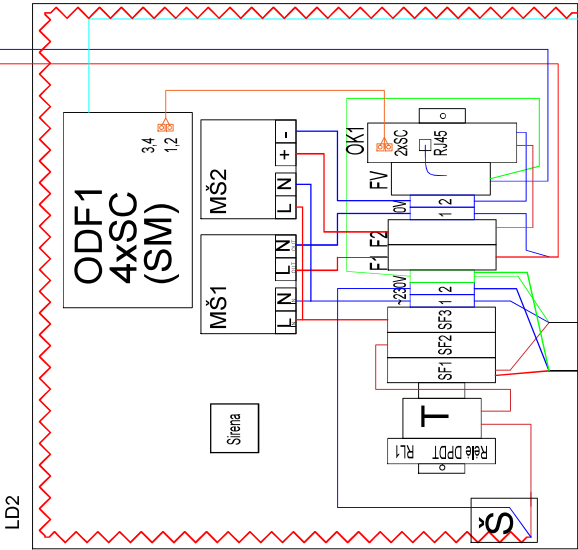 LD2
ODF1
4xSC
(SM)
3,4
1,2
MŠ2
+ -
L N
MŠ1
L N
L N
Sirena
OK1
2xSC
RJ45
FV
0V
1 2
F1 F2
~230V
1 2
SF1 SF2 SF3
T
RL1
Rėlė DPDT
Š